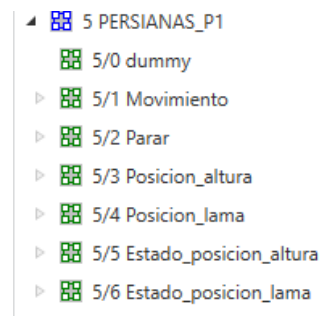 5 PERSIANAS_P1
5/0 dummy
5/1 Movimiento
5/2 Parar
5/3 Posicion_altura
5/4 Posicion_lama
5/5 Estado_posicion_altura
5/6 Estado_posicion_lama